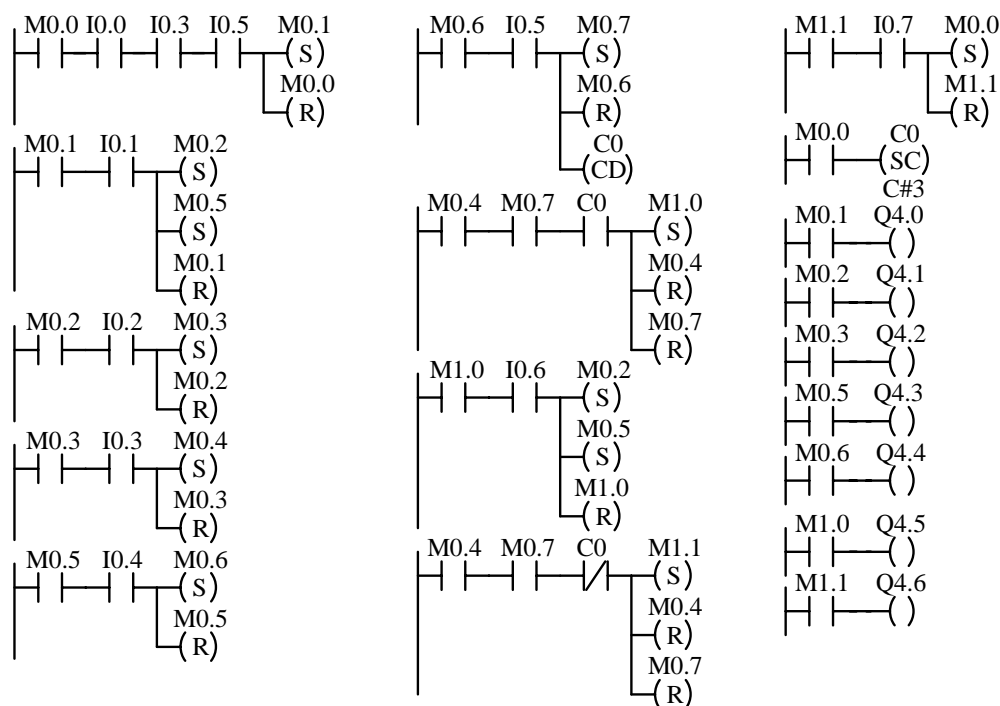 M0.0 I0.0 I0.3 I0.5 M0.1
S
M0.0
R
M0.1 I0.1 M0.2
S
M0.5
S
M0.1
R
M0.2 I0.2 M0.3
S
M0.2
R
M0.3 I0.3 M0.4
S
M0.3
R
M0.5 I0.4 M0.6
S
M0.5
R
M0.6 I0.5 M0.7
S
M0.6
R
C0
CD
M0.4 M0.7 C0 M1.0
S
M0.4
R
M0.7
R
M1.0 I0.6 M0.2
S
M0.5
S
M1.0
R
M0.4 M0.7 C0 M1.1
S
M0.4
R
M0.7
R
M1.1 I0.7 M0.0
S
M1.1
R
M0.0 C0
SC
C#3
M0.1 Q4.0
M0.2 Q4.1
M0.3 Q4.2
M0.5 Q4.3
M0.6 Q4.4
M1.0 Q4.5
M1.1 Q4.6